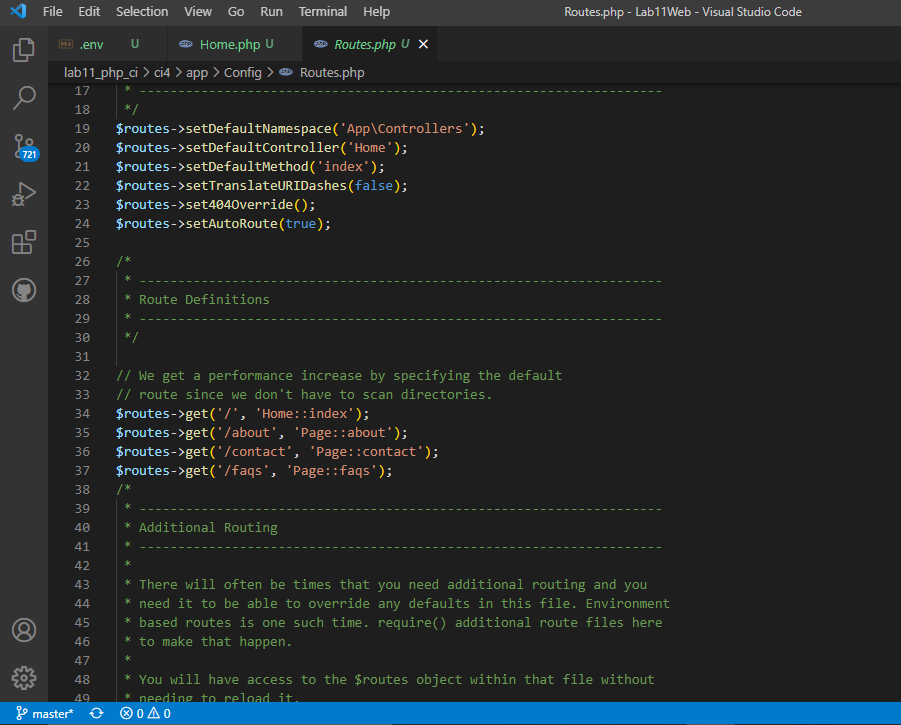 File Edit Selection View Go Run Terminal Help Routes.php - Lab11Web - Visual Studio Code
.env U Home.php U Routes.php U
lab11_php_ci > ci4 > app > Config > Routes.php
17 * --------------------------------------------------------------------
18 */
19 $routes->setDefaultNamespace('App\Controllers');
20 $routes->setDefaultController('Home');
21 $routes->setDefaultMethod('index');
22 $routes->setTranslateURIDashes(false);
23 $routes->set404Override();
24 $routes->setAutoRoute(true);
25
26 /*
27 * --------------------------------------------------------------------
28 * Route Definitions
29 * --------------------------------------------------------------------
30 */
31
32 // We get a performance increase by specifying the default
33 // route since we don't have to scan directories.
34 $routes->get('/', 'Home::index');
35 $routes->get('/about', 'Page::about');
36 $routes->get('/contact', 'Page::contact');
37 $routes->get('/faqs', 'Page::faqs');
38 /*
39 * --------------------------------------------------------------------
40 * Additional Routing
41 * --------------------------------------------------------------------
42 *
43 * There will often be times that you need additional routing and you
44 * need it to be able to override any defaults in this file. Environment
45 * based routes is one such time. require() additional route files here
46 * to make that happen.
47 *
48 * You will have access to the $routes object within that file without
49 * needing to reload it.
721
master* 0 0